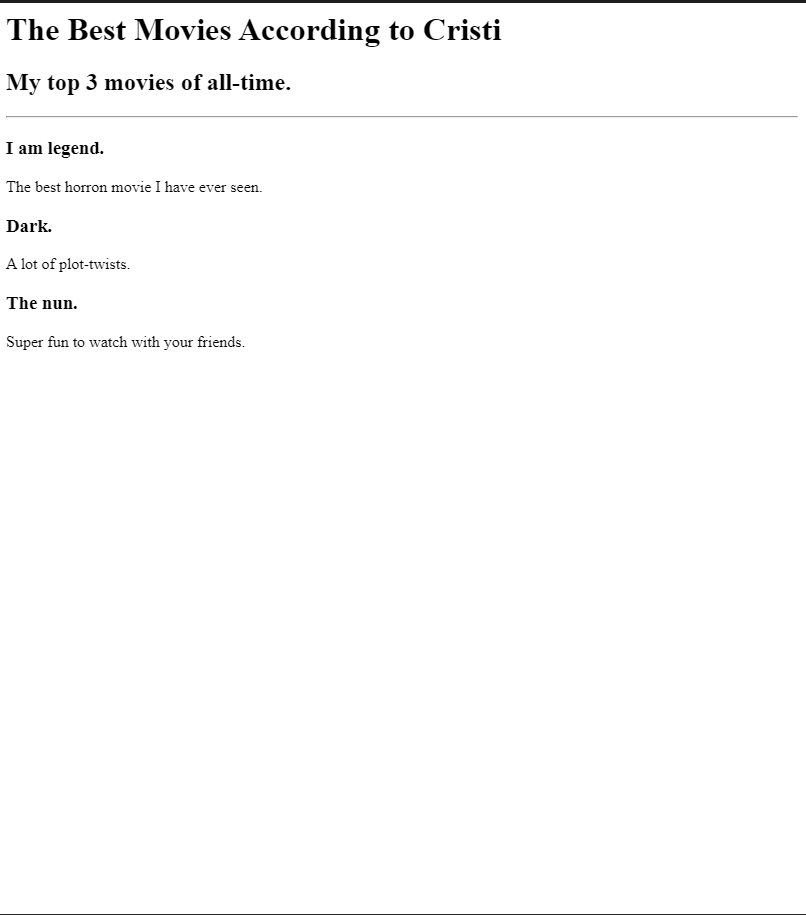 The Best Movies According to Cristi
My top 3 movies of all-time.
I am legend.
The best horron movie I have ever seen.
Dark.
A lot of plot-twists.
The nun.
Super fun to watch with your friends.